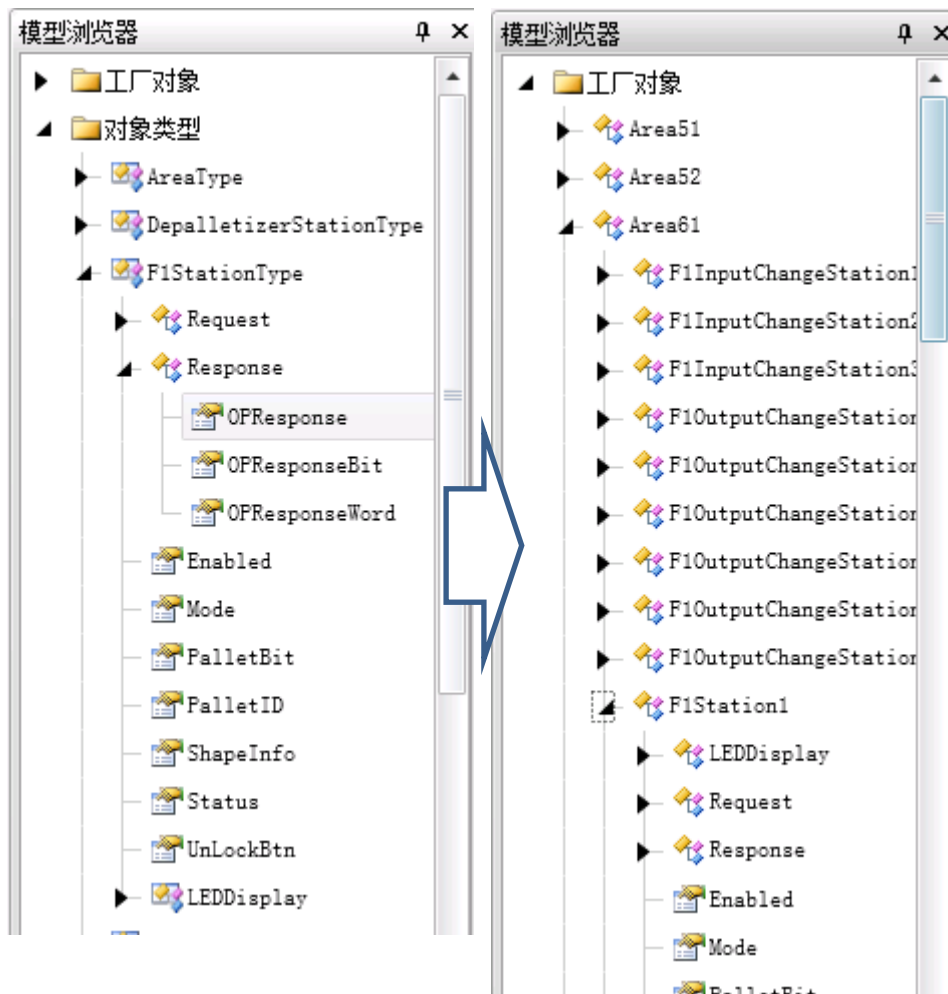 模型浏览器
工厂对象
对象类型
AreaType
DepalletizerStationType
F1StationType
Request
Response
OPResponse
OPResponseBit
OPResponseWord
Enabled
Mode
PalletBit
PalletID
ShapeInfo
Status
UnLockBtn
LEDDisplay
模型浏览器
工厂对象
Area51
Area52
Area61
F1InputChangeStation1
F1InputChangeStation2
F1InputChangeStation3
F1OutputChangeStation
F1OutputChangeStation
F1OutputChangeStation
F1OutputChangeStation
F1OutputChangeStation
F1OutputChangeStation
F1Station1
LEDDisplay
Request
Response
Enabled
Mode
PalletBit